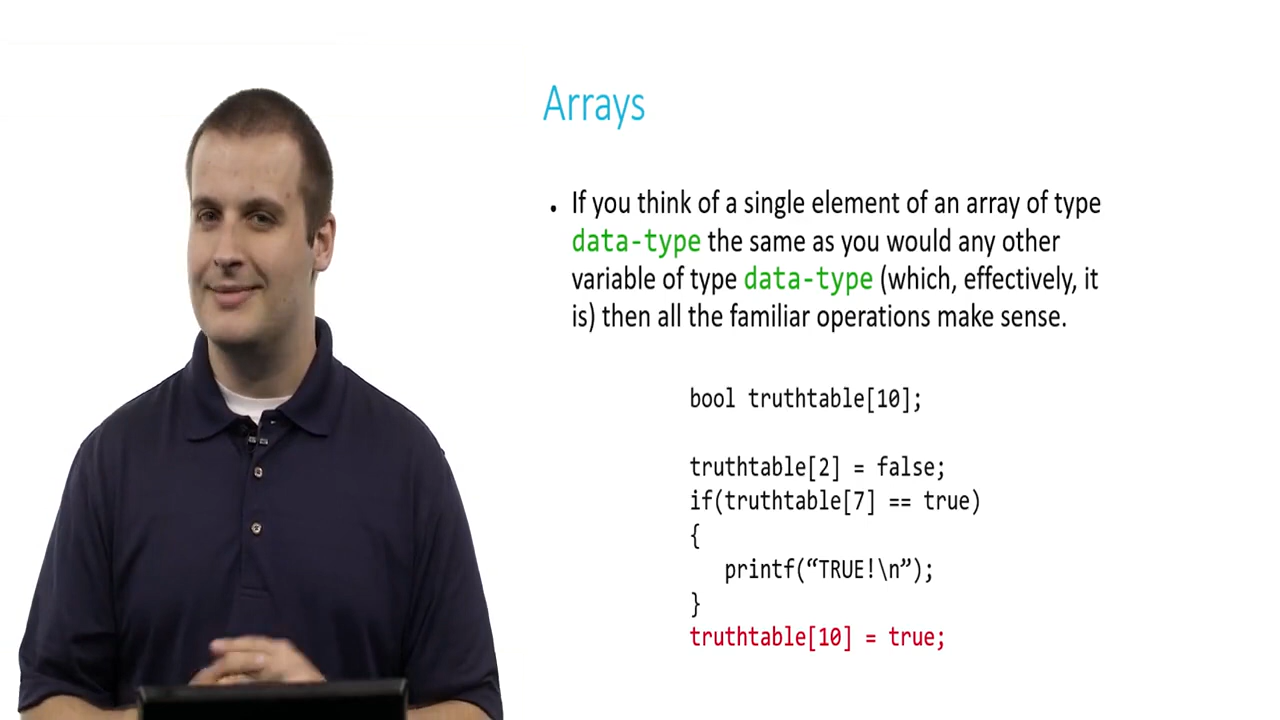 Arrays
• If you think of a single element of an array of type
data-type the same as you would any other
variable of type data-type (which, effectively, it
is) then all the familiar operations make sense.
bool truthtable[10];
truthtable[2] = false;
if(truthtable[7] == true)
{
printf(“TRUE!\n”);
}
truthtable[10] = true;